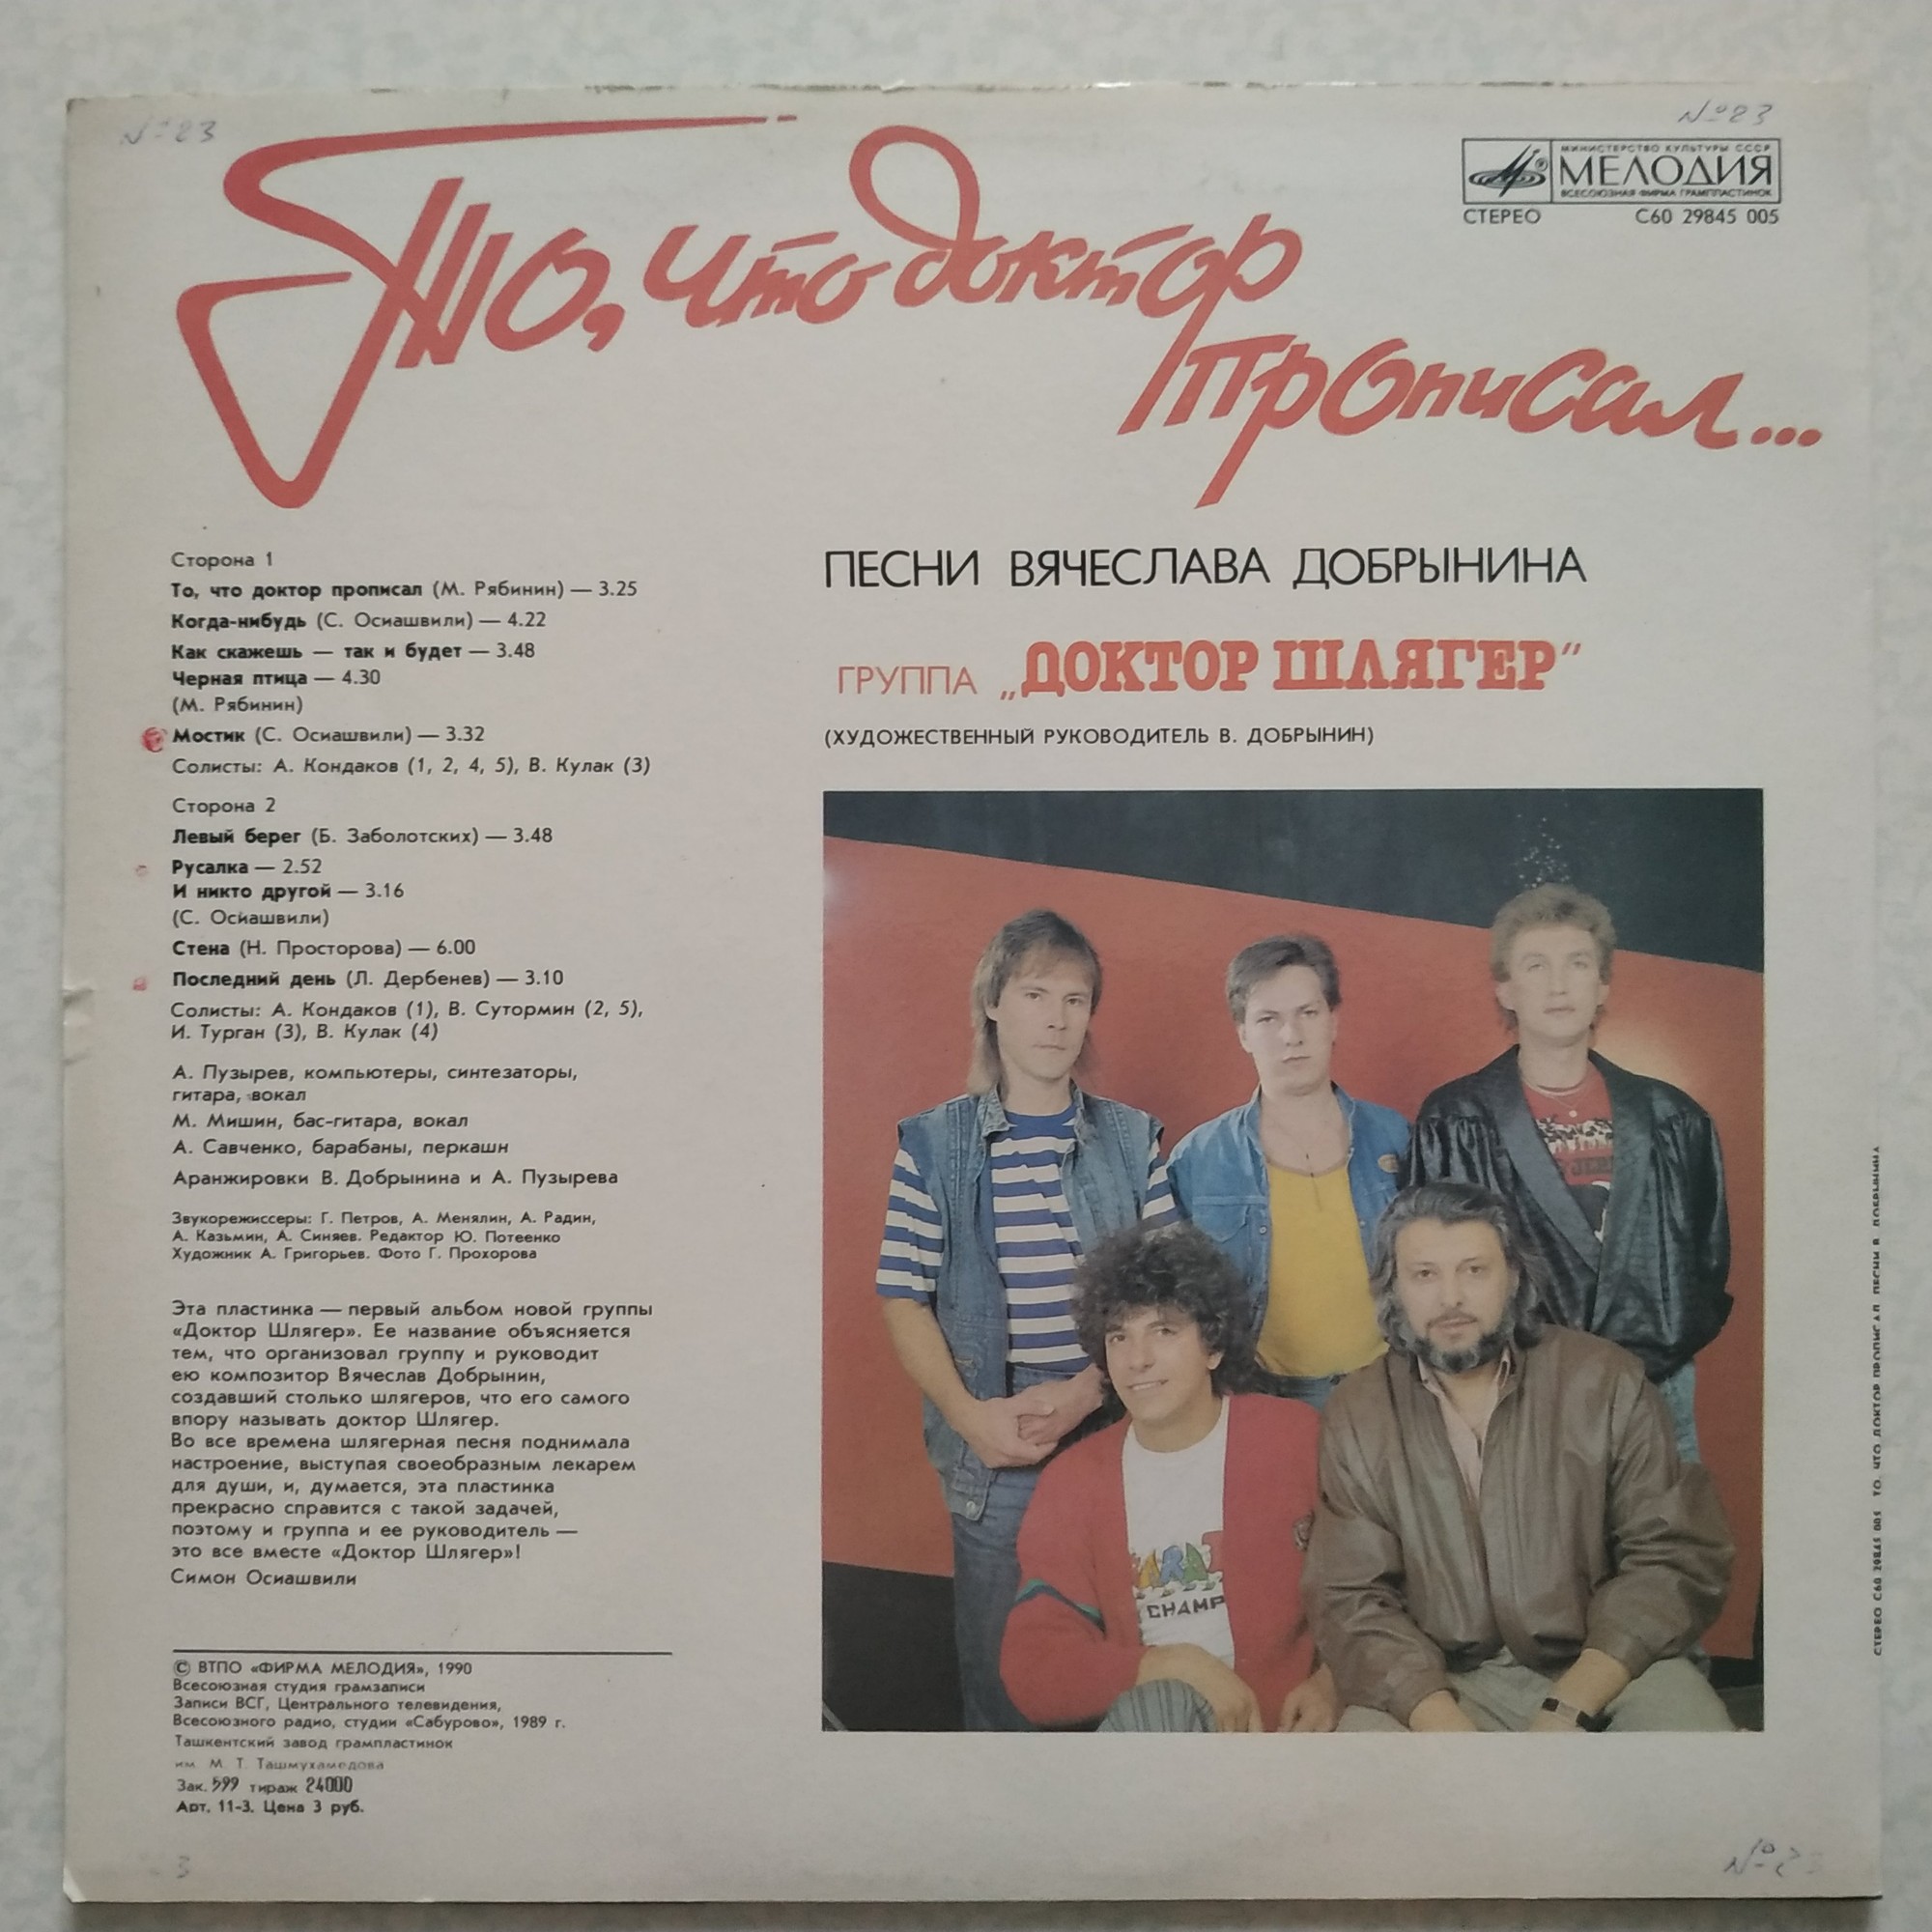 №23
№23
МИНИСТЕРСТВО КУЛЬТУРЫ СССР
МЕЛОДИЯ
ВСЕСОЮЗНАЯ ФИРМА ГРАМПЛАСТИНОК
СТЕРЕО С60 29845 005
То, что доктор
прописал...
ПЕСНИ ВЯЧЕСЛАВА ДОБРЫНИНА
ГРУППА „ДОКТОР ШЛЯГЕР"
(ХУДОЖЕСТВЕННЫЙ РУКОВОДИТЕЛЬ В. ДОБРЫНИН)
Сторона 1
То, что доктор прописал (М. Рябинин) — 3.25
Когда-нибудь (С. Осиашвили) — 4.22
Как скажешь — так и будет — 3.48
Черная птица — 4.30
(М. Рябинин)
Мостик (С. Осиашвили) — 3.32
Солисты: А. Кондаков (1, 2, 4, 5), В. Кулак (3)
Сторона 2
Левый берег (Б. Заболотских) — 3.48
Русалка — 2.52
И никто другой — 3.16
(С. Осиашвили)
Стена (Н. Просторова) — 6.00
Последний день (Л. Дербенев) — 3.10
Солисты: А. Кондаков (1), В. Сутормин (2, 5),
И. Турган (3), В. Кулак (4)
А. Пузырев, компьютеры, синтезаторы,
гитара, вокал
М. Мишин, бас-гитара, вокал
А. Савченко, барабаны, перкашн
Аранжировки В. Добрынина и А. Пузырева
Звукорежиссеры: Г. Петров, А. Менялин, А. Радин,
А. Казьмин, А. Синяев. Редактор Ю. Потеенко
Художник А. Григорьев. Фото Г. Прохорова
Эта пластинка — первый альбом новой группы
«Доктор Шлягер». Ее название объясняется
тем, что организовал группу и руководит
ею композитор Вячеслав Добрынин,
создавший столько шлягеров, что его самого
впору называть доктор Шлягер.
Во все времена шлягерная песня поднимала
настроение, выступая своеобразным лекарем
для души, и, думается, эта пластинка
прекрасно справится с такой задачей,
поэтому и группа и ее руководитель —
это все вместе «Доктор Шлягер»!
Симон Осиашвили
© ВТПО «ФИРМА МЕЛОДИЯ», 1990
Всесоюзная студия грамзаписи
Записи ВСГ, Центрального телевидения,
Всесоюзного радио, студии «Сабурово», 1989 г.
Ташкентский завод грампластинок
им. М. Т. Ташмухамедова
Зак. 599 тираж 24000
Арт. 11-3. Цена 3 руб.
CHAMP
СТЕРЕО С60 29845 005 ТО, ЧТО ДОКТОР ПРОПИСАЛ ПЕСНИ В. ДОБРЫНИНА
3